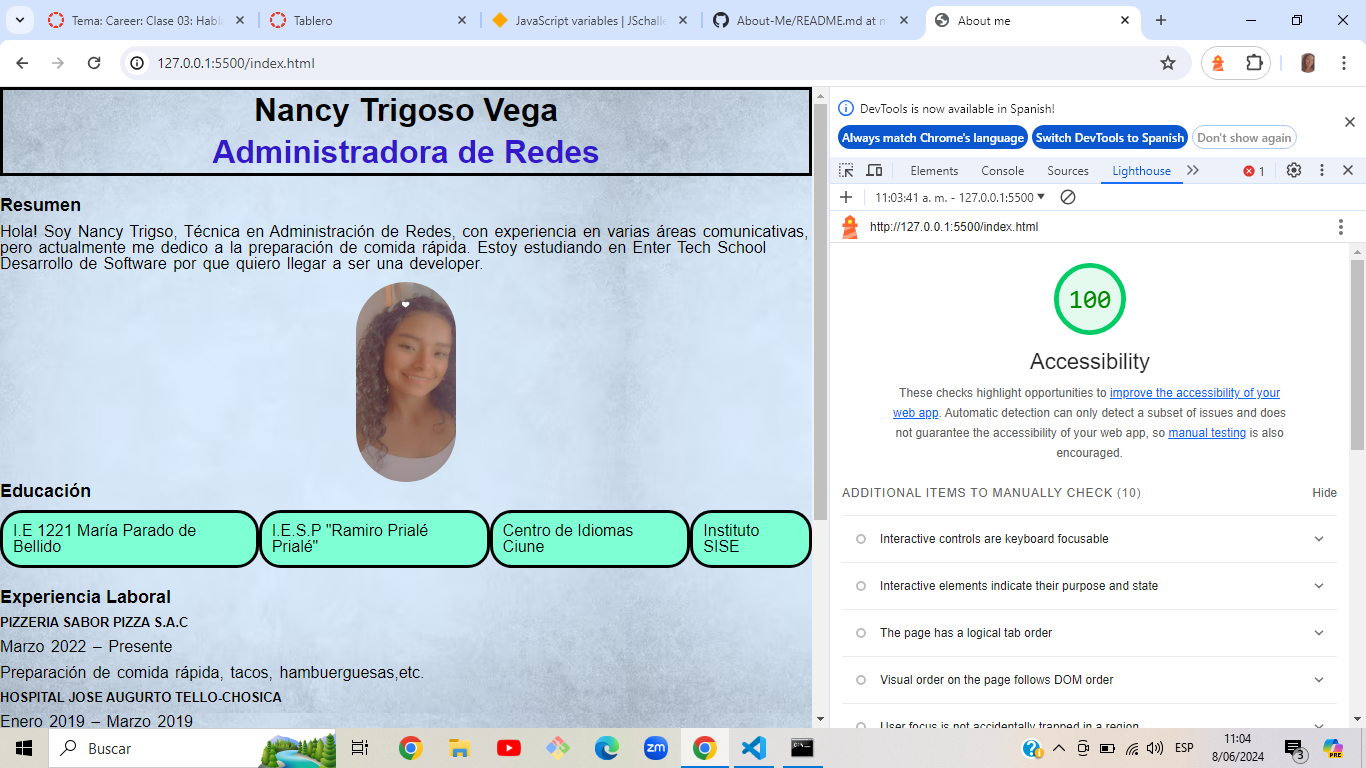 Tema: Career: Clase 03: Habl
Tablero
JavaScript variables | JSchall
About-Me/README.md at m
About me
127.0.0.1:5500/index.html
Nancy Trigoso Vega
Administradora de Redes
Resumen
Hola! Soy Nancy Trigso, Técnica en Administración de Redes, con experiencia en varias áreas comunicativas,
pero actualmente me dedico a la preparación de comida rápida. Estoy estudiando en Enter Tech School
Desarrollo de Software por que quiero llegar a ser una developer.
Educación
I.E 1221 María Parado de
Bellido
I.E.S.P "Ramiro Prialé
Prialé"
Centro de Idiomas
Ciune
Instituto
SISE
Experiencia Laboral
PIZZERIA SABOR PIZZA S.A.C
Marzo 2022 – Presente
Preparación de comida rápida, tacos, hambuerguesas,etc.
HOSPITAL JOSE AUGURTO TELLO-CHOSICA
Enero 2019 – Marzo 2019
DevTools is now available in Spanish!
Always match Chrome's language
Switch DevTools to Spanish
Don't show again
Elements
Console
Sources
Lighthouse
1
11:03:41 a. m. - 127.0.0.1:5500
http://127.0.0.1:5500/index.html
100
Accessibility
These checks highlight opportunities to improve the accessibility of your
web app. Automatic detection can only detect a subset of issues and does
not guarantee the accessibility of your web app, so manual testing is also
encouraged.
ADDITIONAL ITEMS TO MANUALLY CHECK (10)
Hide
Interactive controls are keyboard focusable
Interactive elements indicate their purpose and state
The page has a logical tab order
Visual order on the page follows DOM order
User focus is not accidentally trapped in a region
Buscar
zm
ESP
11:04
8/06/2024
3
PRE